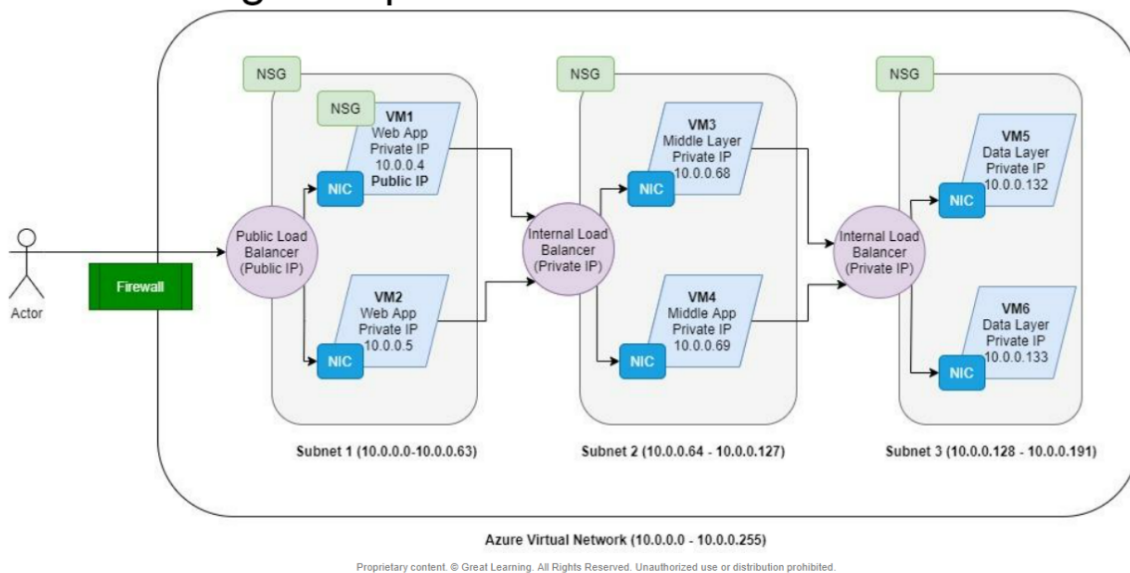 NSG
NSG
VM1
Web App
Private IP
10.0.0.4
Public IP
NIC
Public Load
Balancer
(Public IP)
VM2
Web App
Private IP
10.0.0.5
NIC
Subnet 1 (10.0.0.0-10.0.0.63)
NSG
VM3
Middle Layer
Private IP
10.0.0.68
NIC
Internal Load
Balancer
(Private IP)
VM4
Middle App
Private IP
10.0.0.69
NIC
Subnet 2 (10.0.0.64 - 10.0.0.127)
NSG
VM5
Data Layer
Private IP
10.0.0.132
NIC
Internal Load
Balancer
(Private IP)
VM6
Data Layer
Private IP
10.0.0.133
NIC
Subnet 3 (10.0.0.128 - 10.0.0.191)
Actor
Firewall
Azure Virtual Network (10.0.0.0 - 10.0.0.255)
Proprietary content. © Great Learning. All Rights Reserved. Unauthorized use or distribution prohibited.